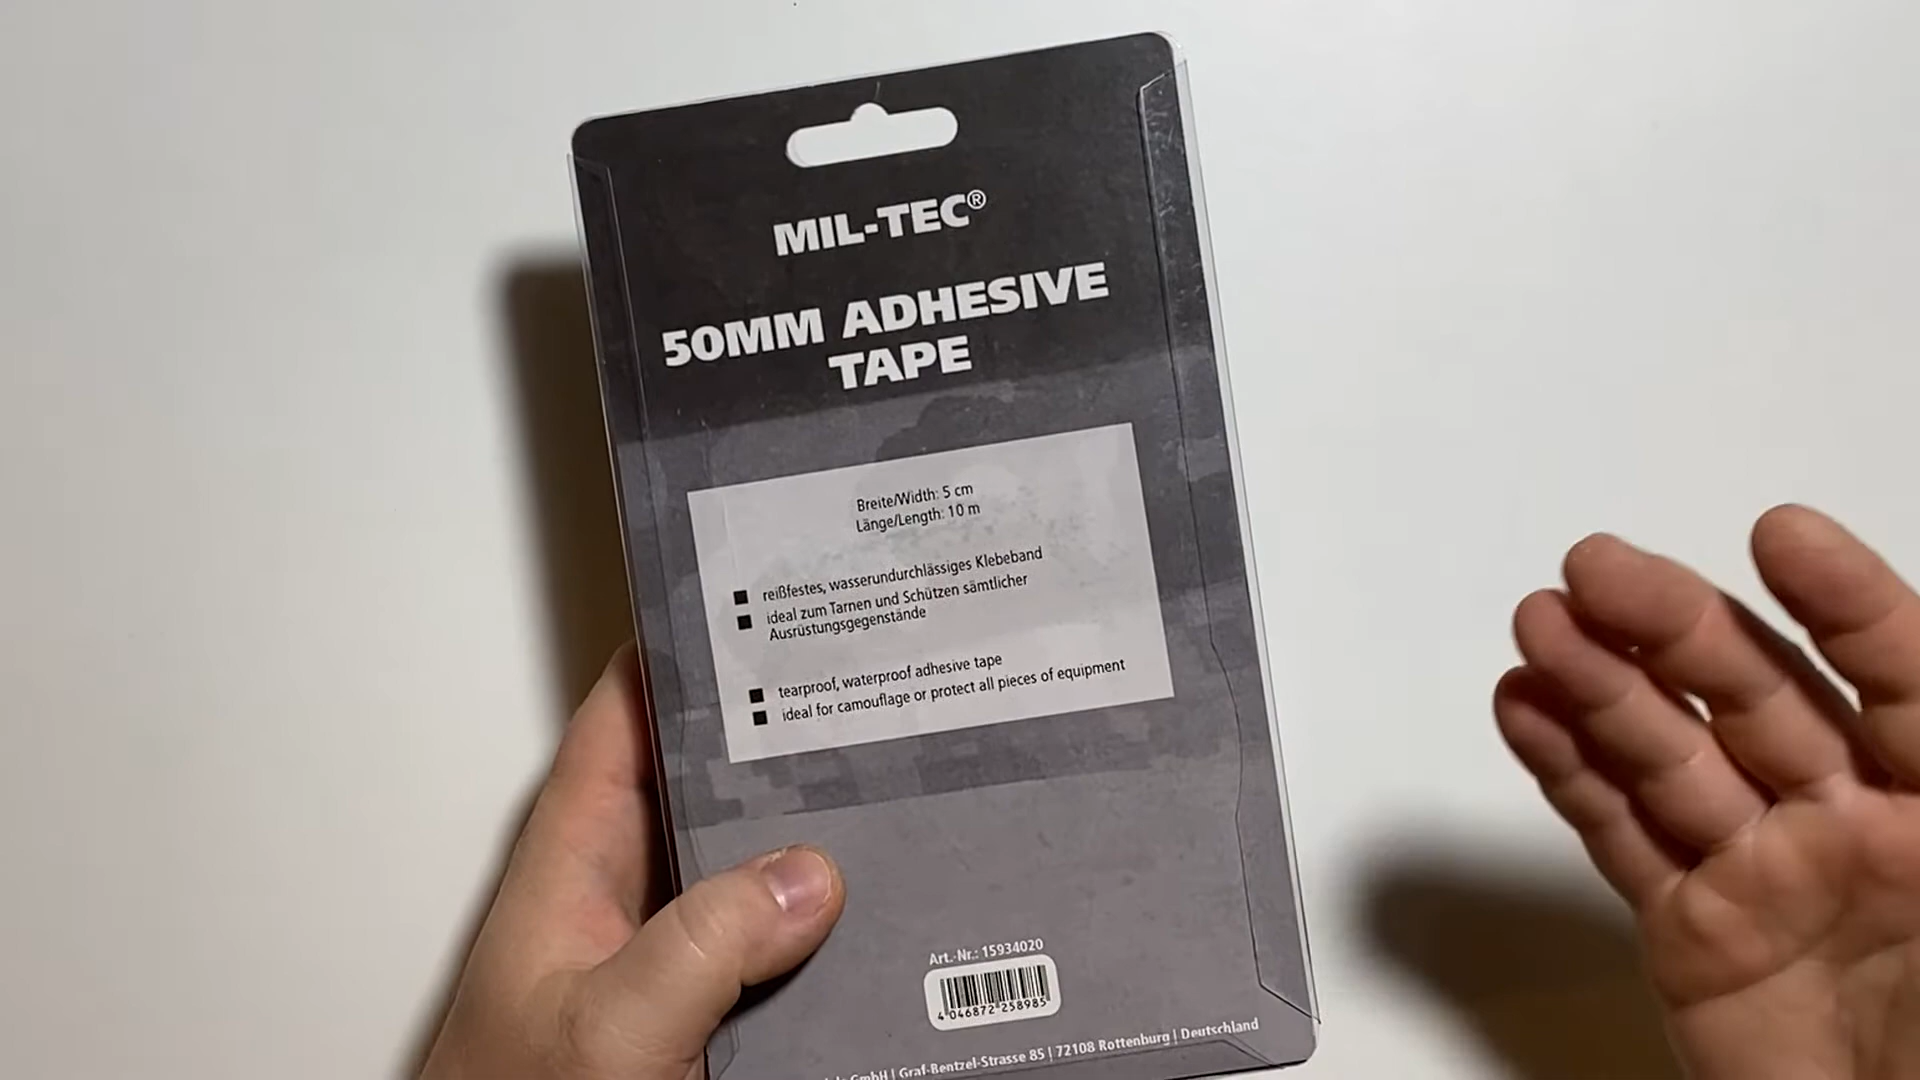 MIL-TEC®
50MM ADHESIVE
TAPE
Breite/Width: 5 cm
Länge/Length: 10 m
■ reißfestes, wasserundurchlässiges Klebeband
■ ideal zum Tarnen und Schützen sämtlicher
Ausrüstungsgegenstände
■ tearproof, waterproof adhesive tape
■ ideal for camouflage or protect all pieces of equipment
Art.-Nr.: 15934020
4 046872 258985
GmbH | Graf-Bentzel-Strasse 85 | 72108 Rottenburg | Deutschland